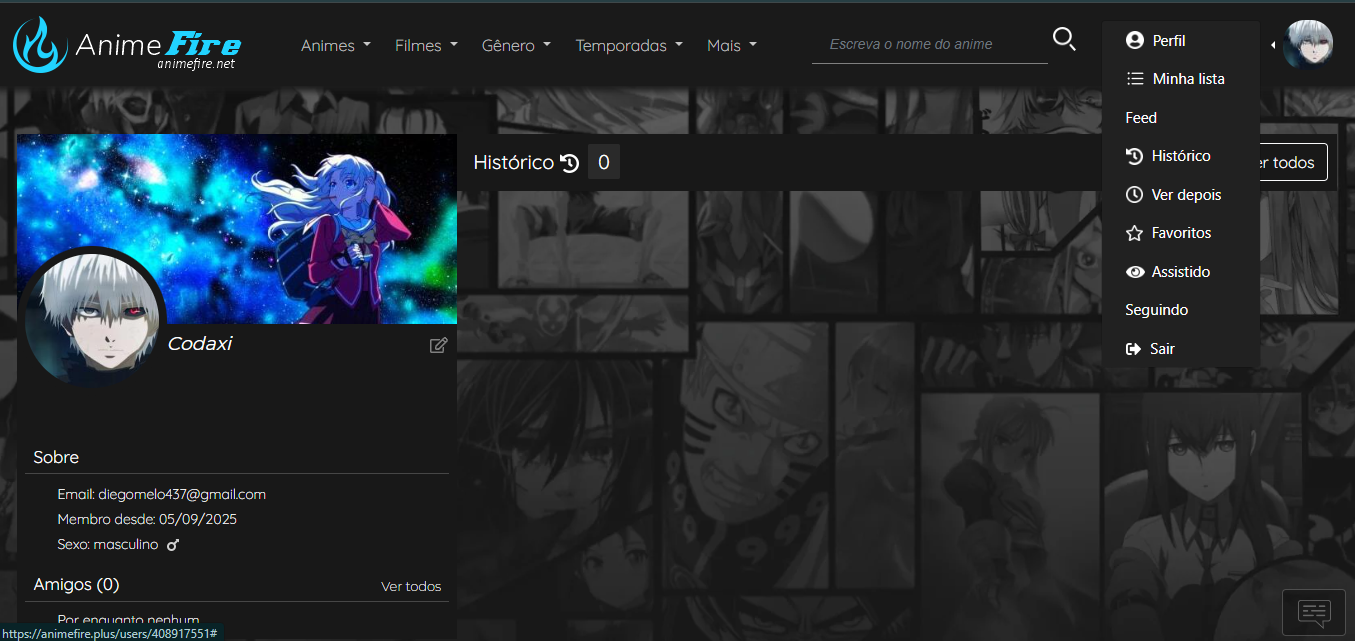 Anime Fire
animefire.net
Animes
Filmes
Gênero
Temporadas
Mais
Escreva o nome do anime
Perfil
Minha lista
Feed
Histórico
Ver depois
Favoritos
Assistido
Seguindo
Sair
Histórico 0
er todos
Codaxi
Sobre
Email: diegomelo437@gmail.com
Membro desde: 05/09/2025
Sexo: masculino
Amigos (0)
Ver todos
Por enquanto nenhum
https://animefire.plus/users/408917551#